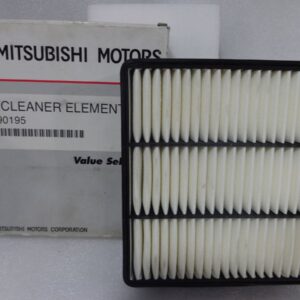 MITSUBISHI MOTORS
CLEANER ELEMENT
90195
Value Sel
MITSUBISHI MOTORS CORPORATION